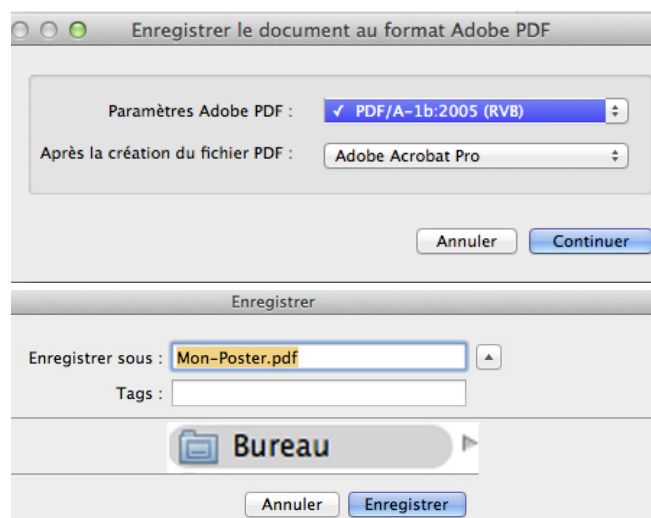 Enregistrer le document au format Adobe PDF
Paramètres Adobe PDF : ✓ PDF/A-1b:2005 (RVB)
Après la création du fichier PDF : Adobe Acrobat Pro
Annuler Continuer
Enregistrer
Enregistrer sous : Mon-Poster.pdf
Tags :
Bureau
Annuler Enregistrer